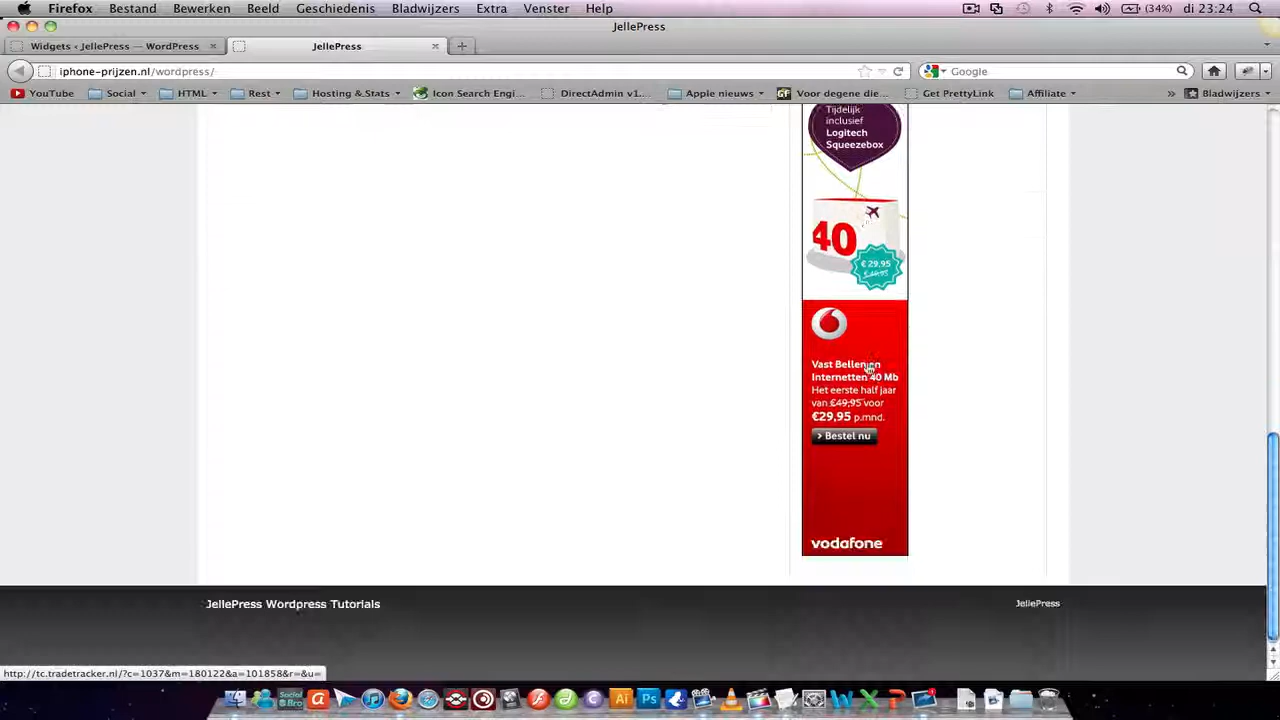 Firefox Bestand Bewerken Beeld Geschiedenis Bladwijzers Extra Venster Help (34%) di 23:24
JellePress
Widgets ‹ JellePress — WordPress JellePress
iphone-prijzen.nl/wordpress/ Google
YouTube Social HTML Rest Hosting & Stats Icon Search Engi... DirectAdmin v1... Apple nieuws Voor degene die... Get PrettyLink Affiliate » Bladwijzers
Tijdelijk
inclusief
Logitech
Squeezebox
40
€ 29,95
€ 49,95
Vast Bellen en
Internetten 40 Mb
Het eerste half jaar
van €49,95 voor
€29,95 p.mnd.
› Bestel nu
vodafone
JellePress Wordpress Tutorials JellePress
http://tc.tradetracker.nl/?c=1037&m=180122&a=101858&r=&u=